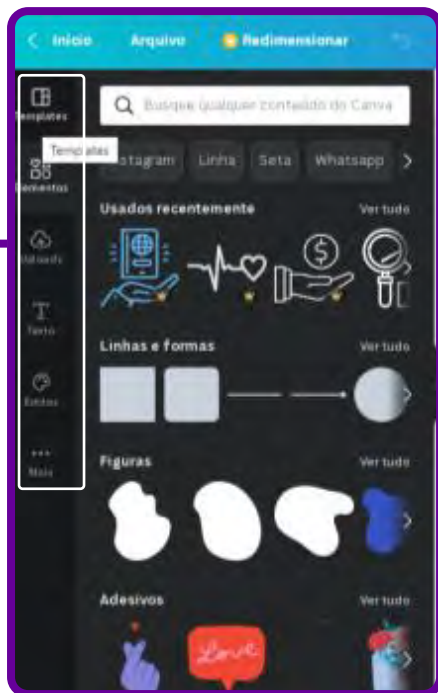 Início Arquivo Redimensionar
Templates
Busque qualquer conteúdo do Canva
Templates
Instagram Linha Seta Whatsapp
Elementos
Usados recentemente Ver tudo
Uploads
Texto
Linhas e formas Ver tudo
Estilos
Mais
Figuras Ver tudo
Adesivos Ver tudo
Love